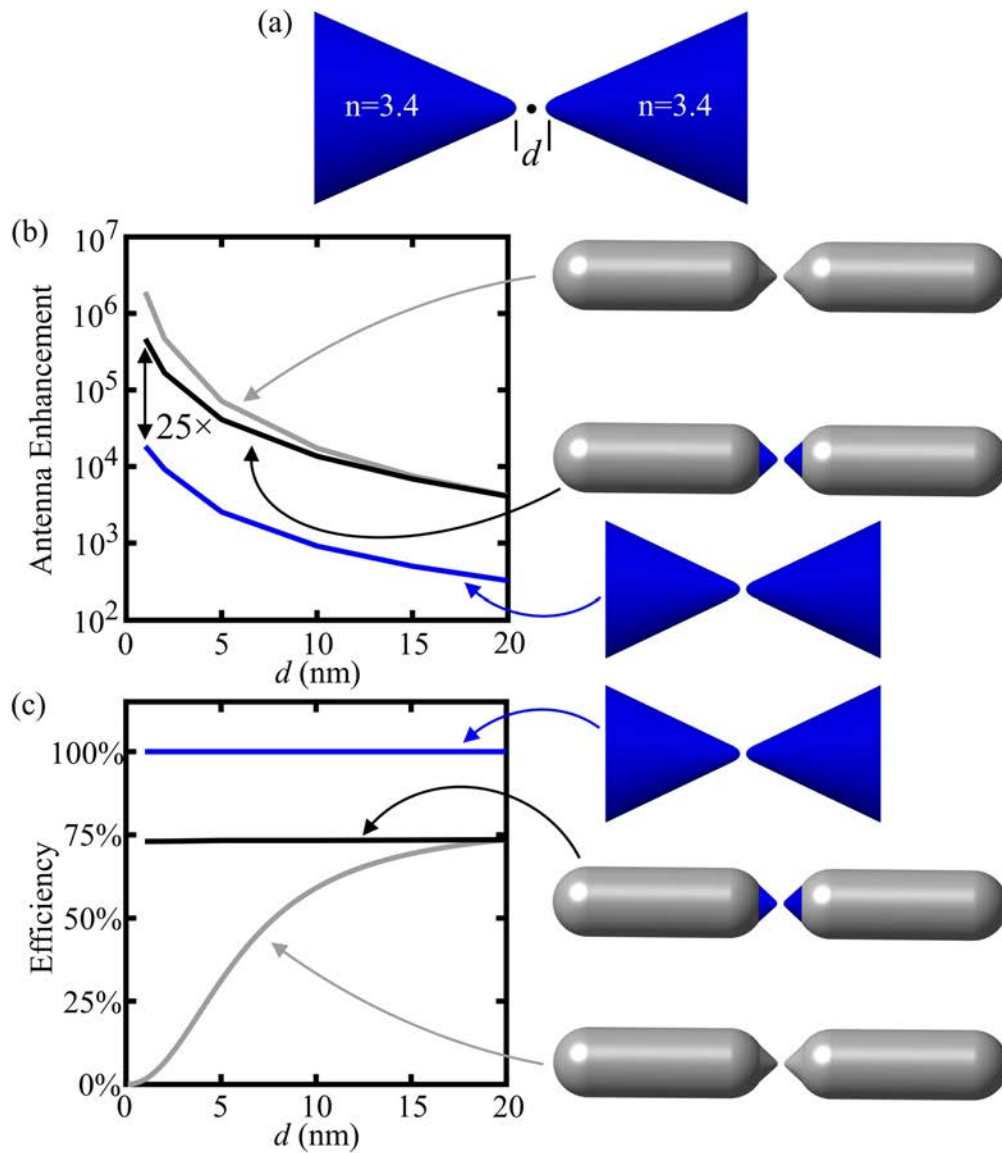 (a)
n=3.4 n=3.4
d
(b)
Antenna Enhancement
10^7
10^6
10^5
10^4
10^3
10^2
25×
0 5 10 15 20
d (nm)
(c)
Efficiency
100%
75%
50%
25%
0%
0 5 10 15 20
d (nm)